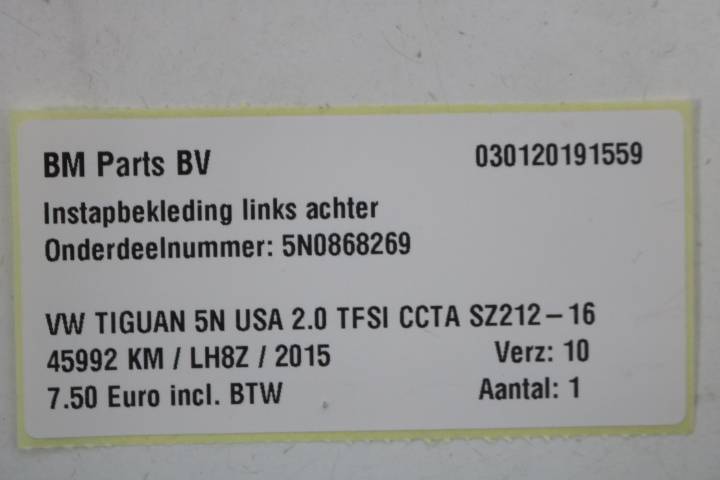 BM Parts BV 030120191559
Instapbekleding links achter
Onderdeelnummer: 5N0868269
VW TIGUAN 5N USA 2.0 TFSI CCTA SZ212-16
45992 KM / LH8Z / 2015 Verz: 10
7.50 Euro incl. BTW Aantal: 1